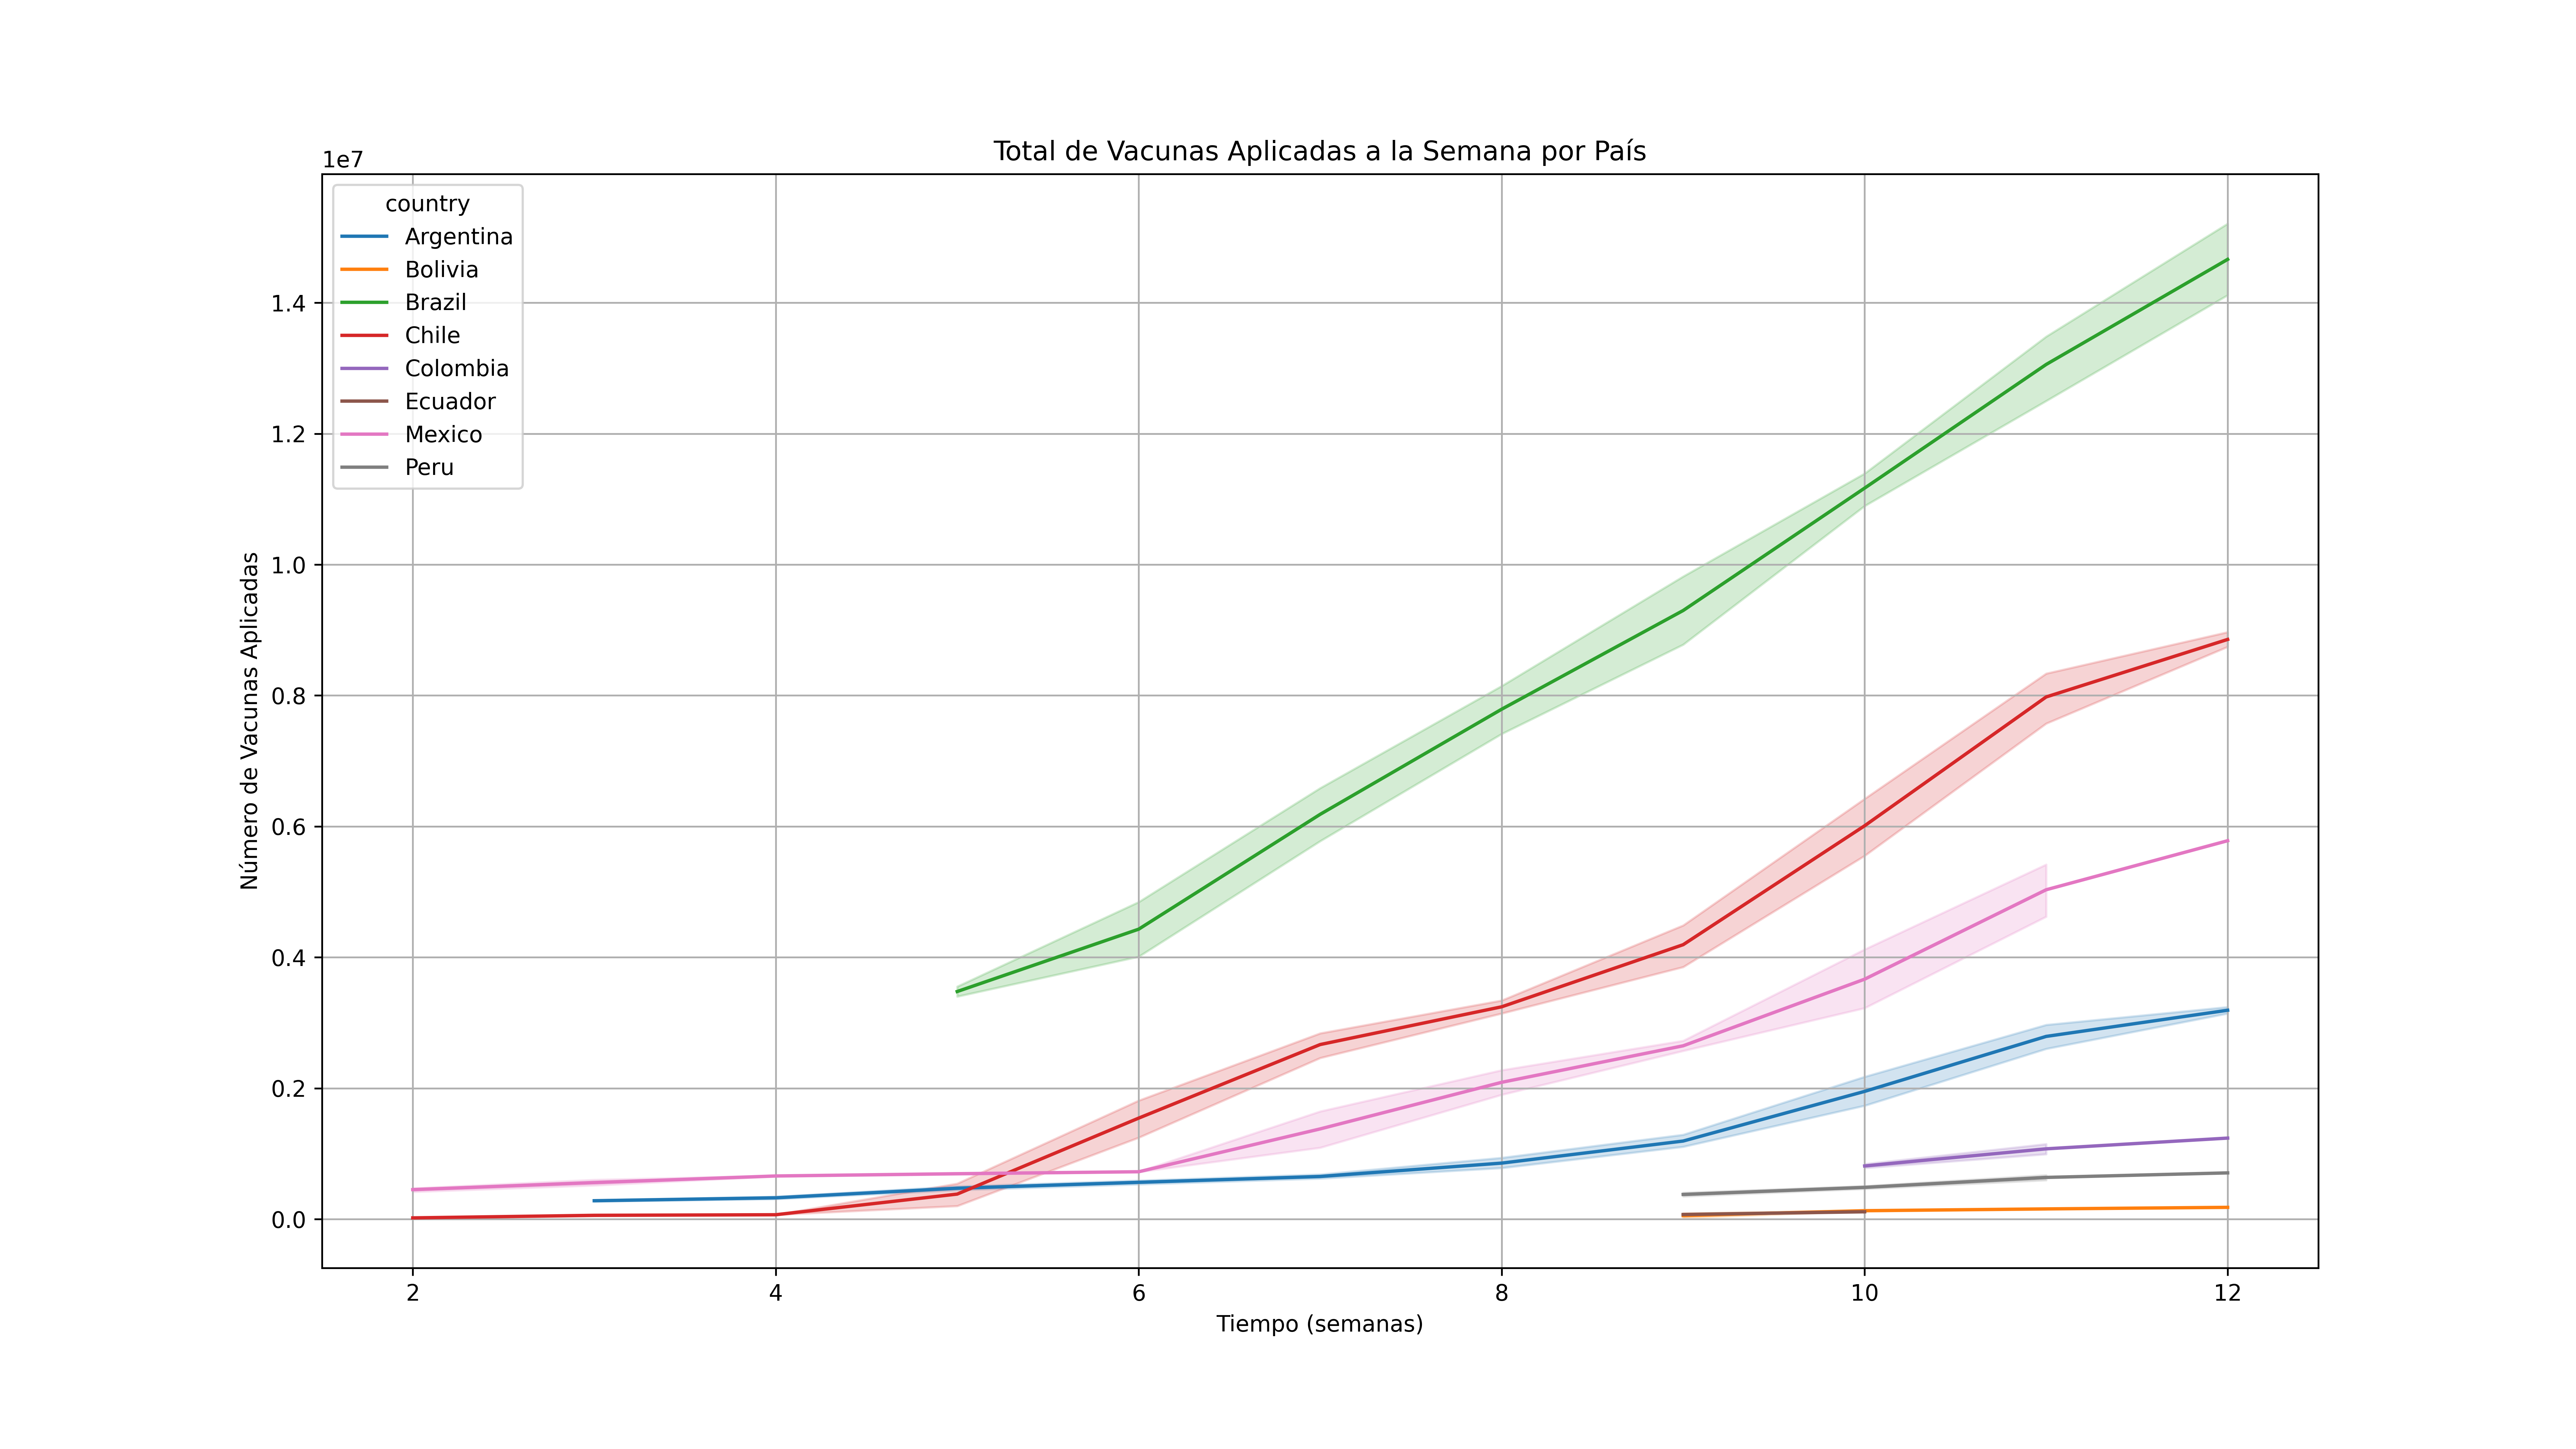 Total de Vacunas Aplicadas a la Semana por País
1e7
country
Argentina
Bolivia
Brazil
Chile
Colombia
Ecuador
Mexico
Peru
1.4
1.2
1.0
0.8
0.6
0.4
0.2
0.0
Número de Vacunas Aplicadas
2 4 6 8 10 12
Tiempo (semanas)